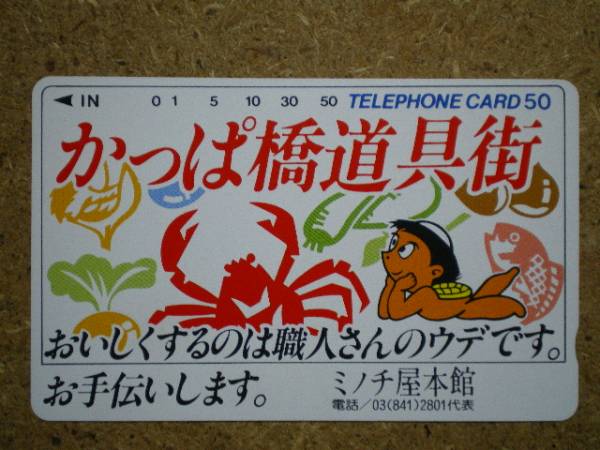 ◀ IN 0 1 5 10 30 50 TELEPHONE CARD 50
かっぱ橋道具街
おいしくするのは職人さんのウデです。
お手伝いします。
ミノチ屋本館
電話／03(841)2801代表